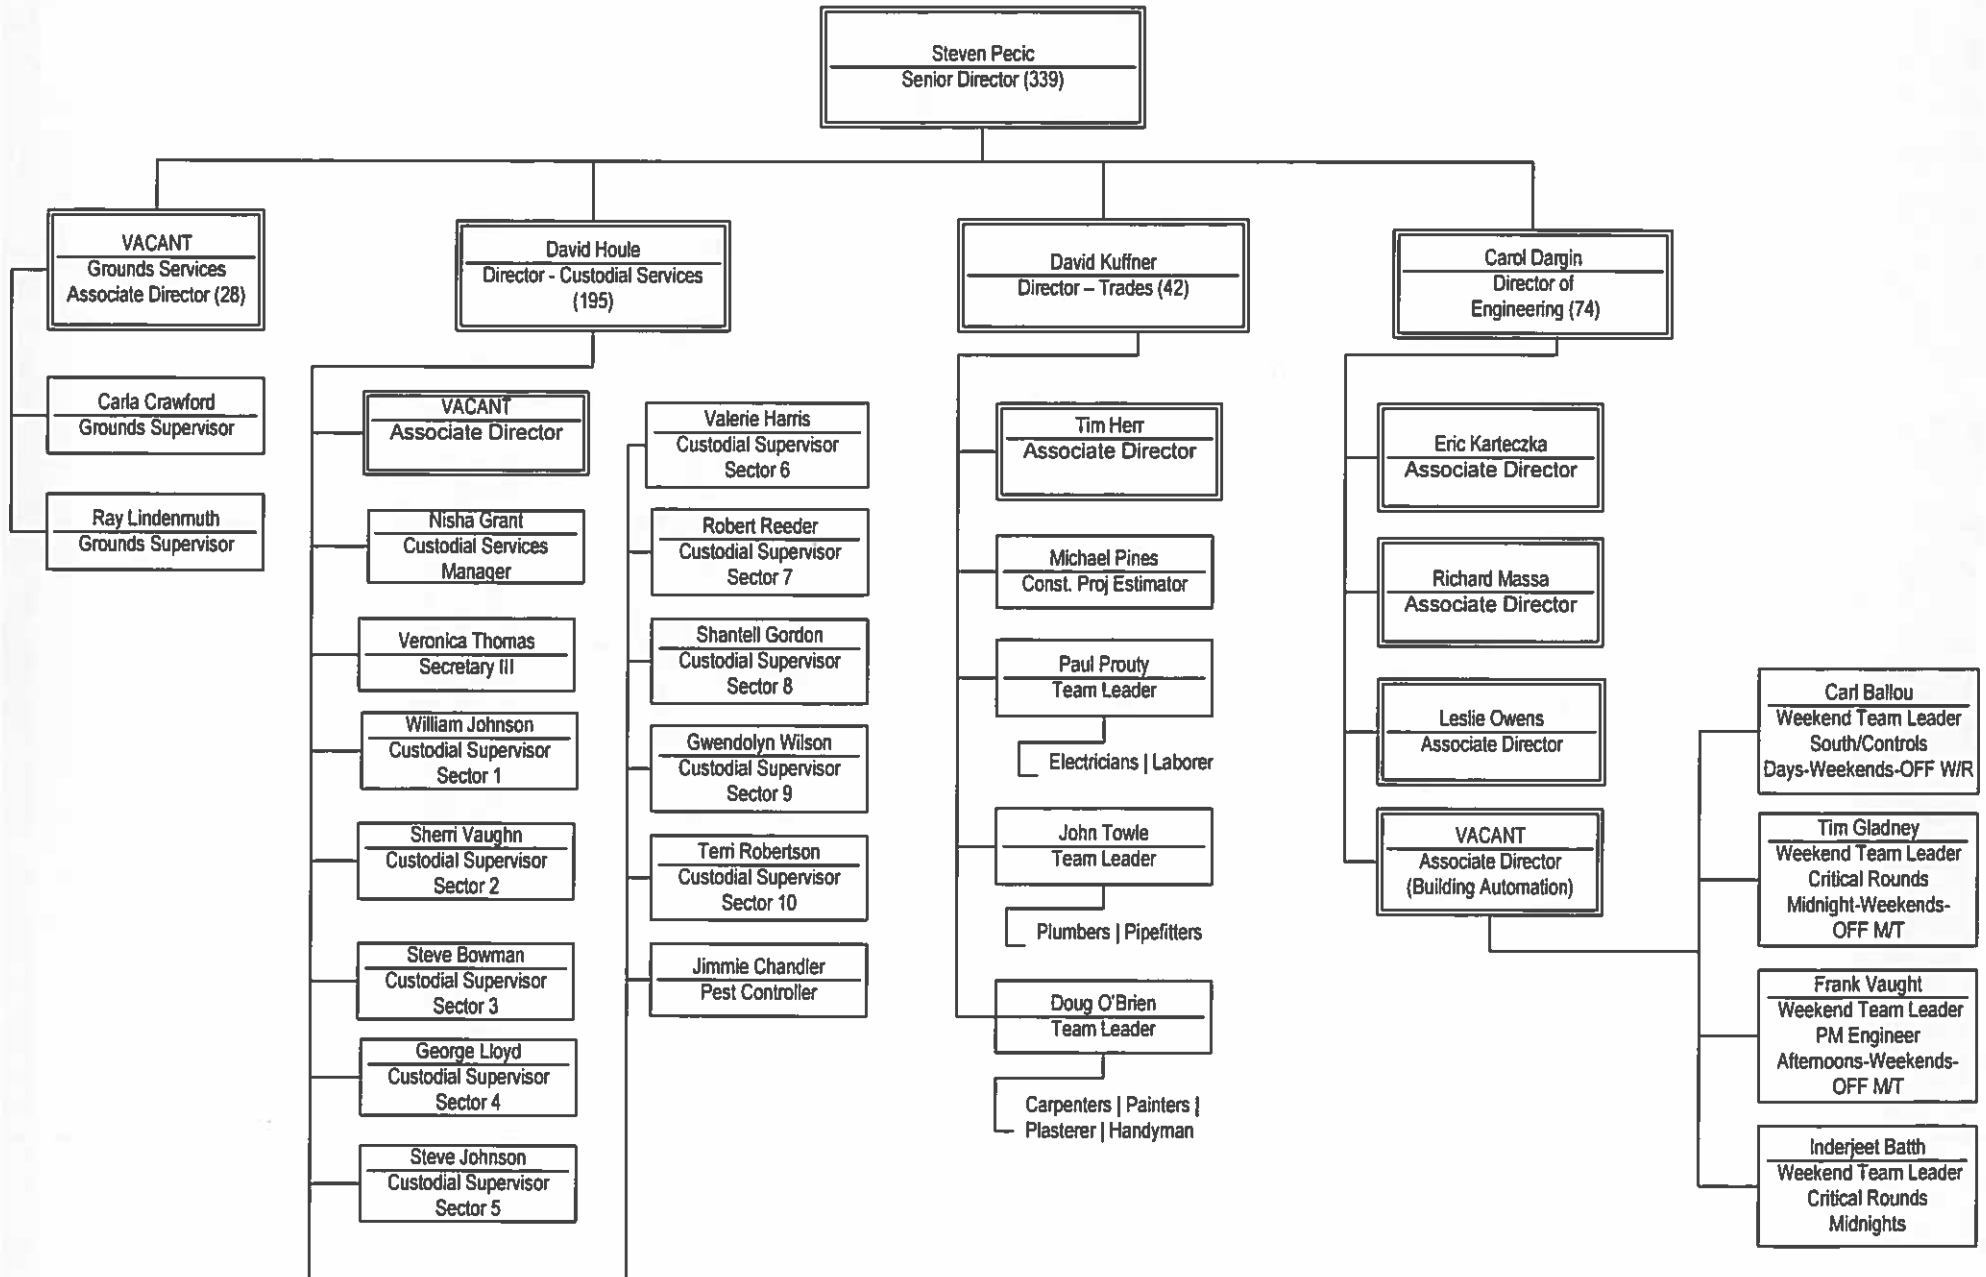 Steven Pecic
Senior Director (339)
VACANT
Grounds Services
Associate Director (28)
Carla Crawford
Grounds Supervisor
Ray Lindenmuth
Grounds Supervisor
David Houle
Director - Custodial Services
(195)
VACANT
Associate Director
Nisha Grant
Custodial Services
Manager
Veronica Thomas
Secretary III
William Johnson
Custodial Supervisor
Sector 1
Sherri Vaughn
Custodial Supervisor
Sector 2
Steve Bowman
Custodial Supervisor
Sector 3
George Lloyd
Custodial Supervisor
Sector 4
Steve Johnson
Custodial Supervisor
Sector 5
Valerie Harris
Custodial Supervisor
Sector 6
Robert Reeder
Custodial Supervisor
Sector 7
Shantell Gordon
Custodial Supervisor
Sector 8
Gwendolyn Wilson
Custodial Supervisor
Sector 9
Terri Robertson
Custodial Supervisor
Sector 10
Jimmie Chandler
Pest Controller
David Kuffner
Director – Trades (42)
Tim Herr
Associate Director
Michael Pines
Const. Proj Estimator
Paul Prouty
Team Leader
Electricians | Laborer
John Towle
Team Leader
Plumbers | Pipefitters
Doug O'Brien
Team Leader
Carpenters | Painters |
Plasterer | Handyman
Carol Dargin
Director of
Engineering (74)
Eric Karteczka
Associate Director
Richard Massa
Associate Director
Leslie Owens
Associate Director
VACANT
Associate Director
(Building Automation)
Carl Ballou
Weekend Team Leader
South/Controls
Days-Weekends-OFF W/R
Tim Gladney
Weekend Team Leader
Critical Rounds
Midnight-Weekends-
OFF M/T
Frank Vaught
Weekend Team Leader
PM Engineer
Afternoons-Weekends-
OFF M/T
Inderjeet Batth
Weekend Team Leader
Critical Rounds
Midnights